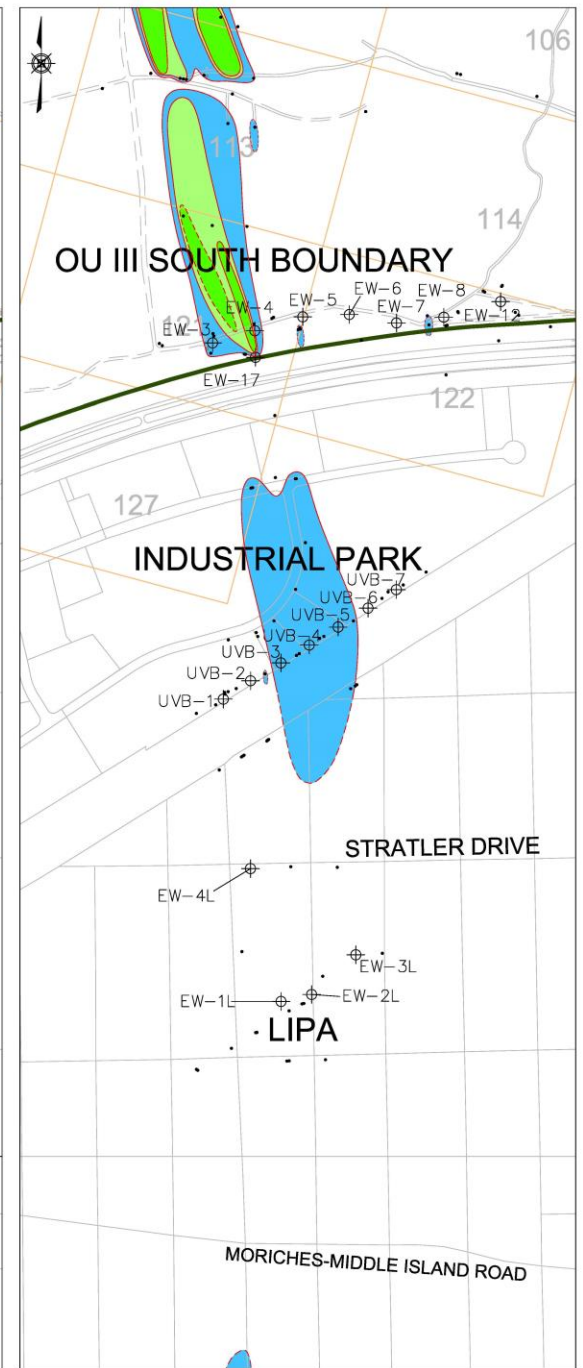 106
113
114
OU III SOUTH BOUNDARY
EW-6
EW-8
EW-4
EW-5
EW-7
EW-12
EW-3
EW-17
122
127
INDUSTRIAL PARK
UVB-7
UVB-6
UVB-5
UVB-4
UVB-3
UVB-2
UVB-1
STRATLER DRIVE
EW-4L
EW-3L
EW-1L
EW-2L
LIPA
MORICHES-MIDDLE ISLAND ROAD